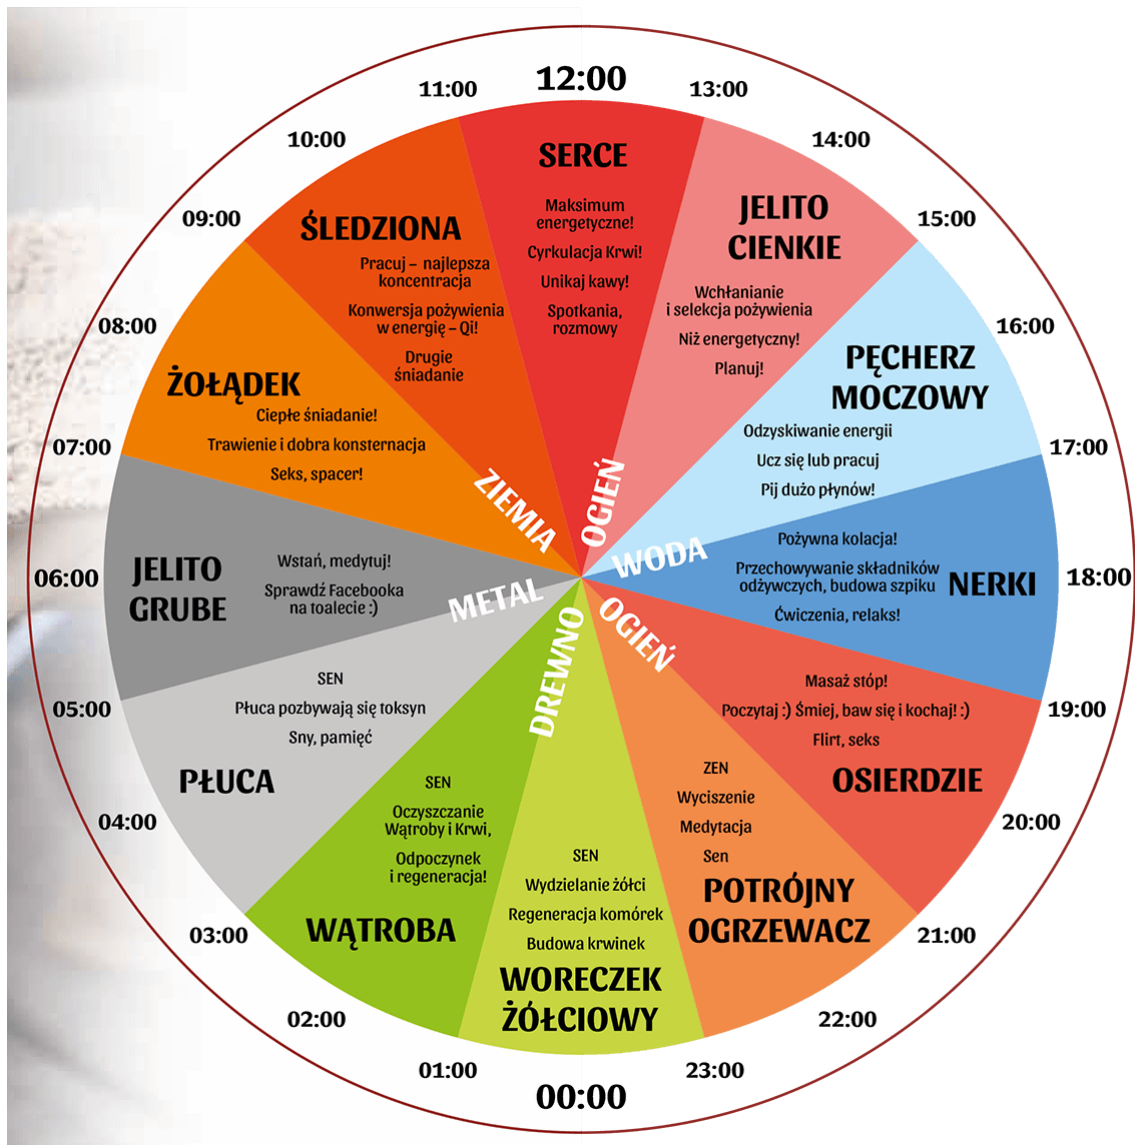 12:00
13:00
14:00
15:00
16:00
17:00
18:00
19:00
20:00
21:00
22:00
23:00
00:00
01:00
02:00
03:00
04:00
05:00
06:00
07:00
08:00
09:00
10:00
11:00
SERCE
Maksimum
energetyczne!
Cyrkulacja Krwi!
Unikaj kawy!
Spotkania,
rozmowy
JELITO
CIENKIE
Wchłanianie
i selekcja pożywienia
Niż energetyczny!
Planuj!
OGIEŃ
PĘCHERZ
MOCZOWY
Odzyskiwanie energii
Ucz się lub pracuj
Pij dużo płynów!
WODA
Pożywna kolacja!
Przechowywanie składników
odżywczych, budowa szpiku
Ćwiczenia, relaks!
NERKI
Masaż stóp!
Poczytaj :) Śmiej, baw się i kochaj! :)
Flirt, seks
OSIERDZIE
OGIEŃ
ZEN
Wyciszenie
Medytacja
Sen
POTRÓJNY
OGRZEWACZ
SEN
Wydzielanie żółci
Regeneracja komórek
Budowa krwinek
WORECZEK
ŻÓŁCIOWY
DREWNO
SEN
Oczyszczanie
Wątroby i Krwi,
Odpoczynek
i regeneracja!
WĄTROBA
SEN
Płuca pozbywają się toksyn
Sny, pamięć
PŁUCA
METAL
JELITO
GRUBE
Wstań, medytuj!
Sprawdź Facebooka
na toalecie :)
ŻOŁĄDEK
Ciepłe śniadanie!
Trawienie i dobra konsternacja
Seks, spacer!
ZIEMIA
ŚLEDZIONA
Pracuj – najlepsza
koncentracja
Konwersja pożywienia
w energię – Qi!
Drugie
śniadanie